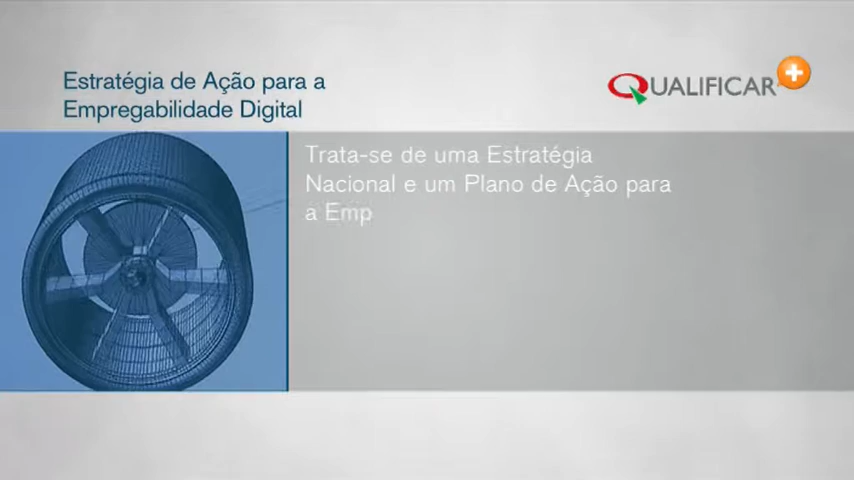 Estratégia de Ação para a
Empregabilidade Digital
QUALIFICAR
Trata-se de uma Estratégia
Nacional e um Plano de Ação para
a Emp